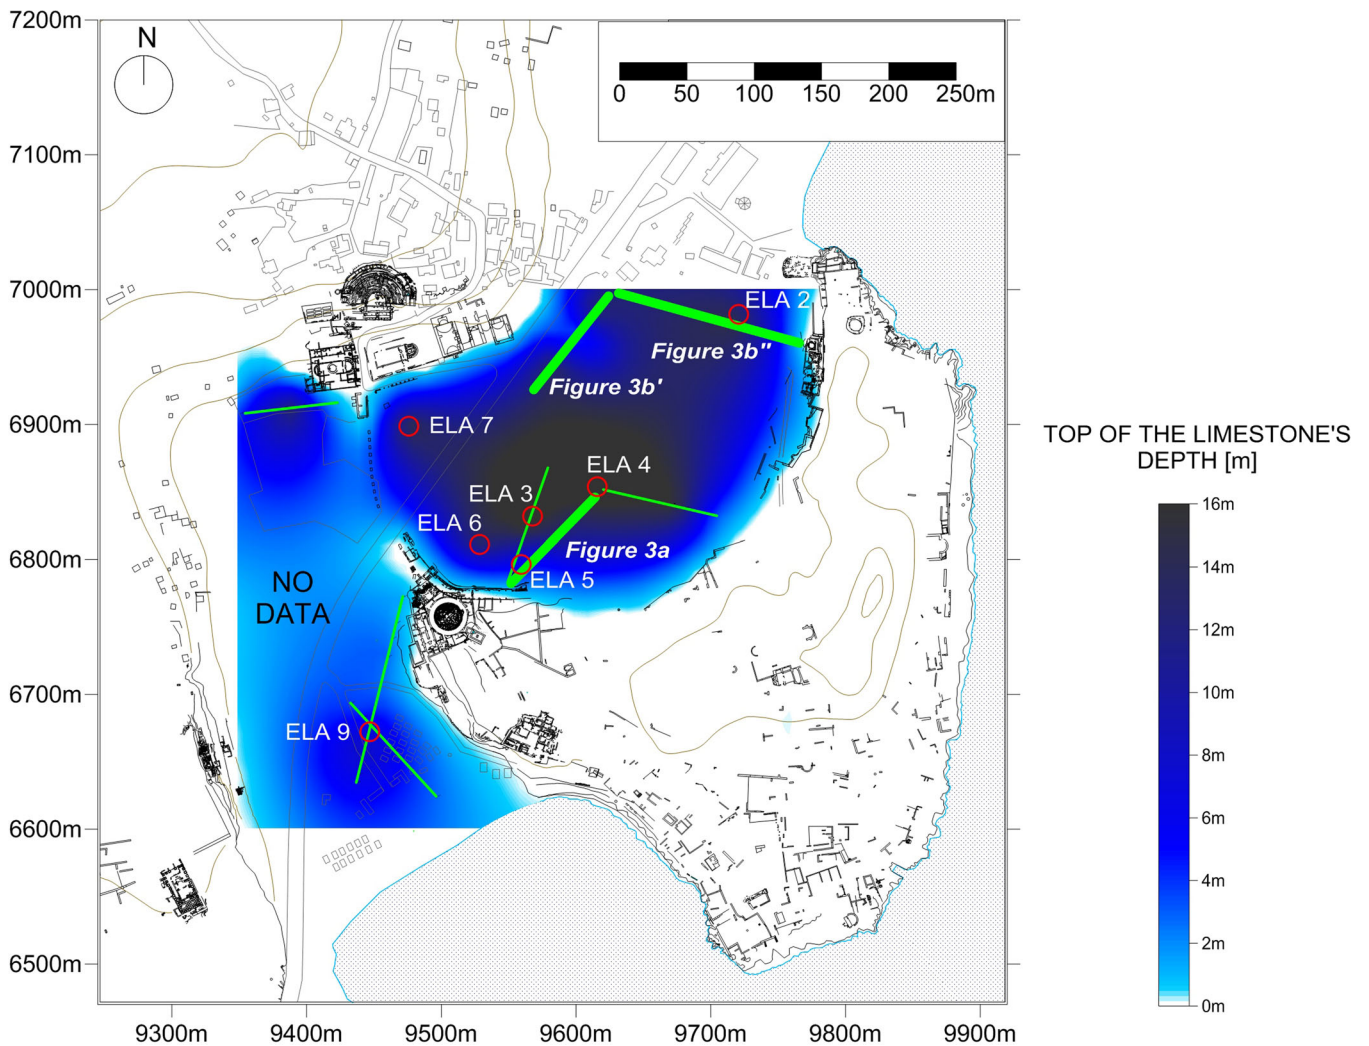 7200m
N
0 50 100 150 200 250m
7100m
7000m
ELA 2
Figure 3b"
Figure 3b'
6900m
ELA 7
TOP OF THE LIMESTONE'S
DEPTH [m]
ELA 4
ELA 3
16m
ELA 6
6800m
Figure 3a
ELA 5
14m
NO
DATA
12m
6700m
10m
ELA 9
8m
6600m
6m
4m
6500m
2m
0m
9300m 9400m 9500m 9600m 9700m 9800m 9900m